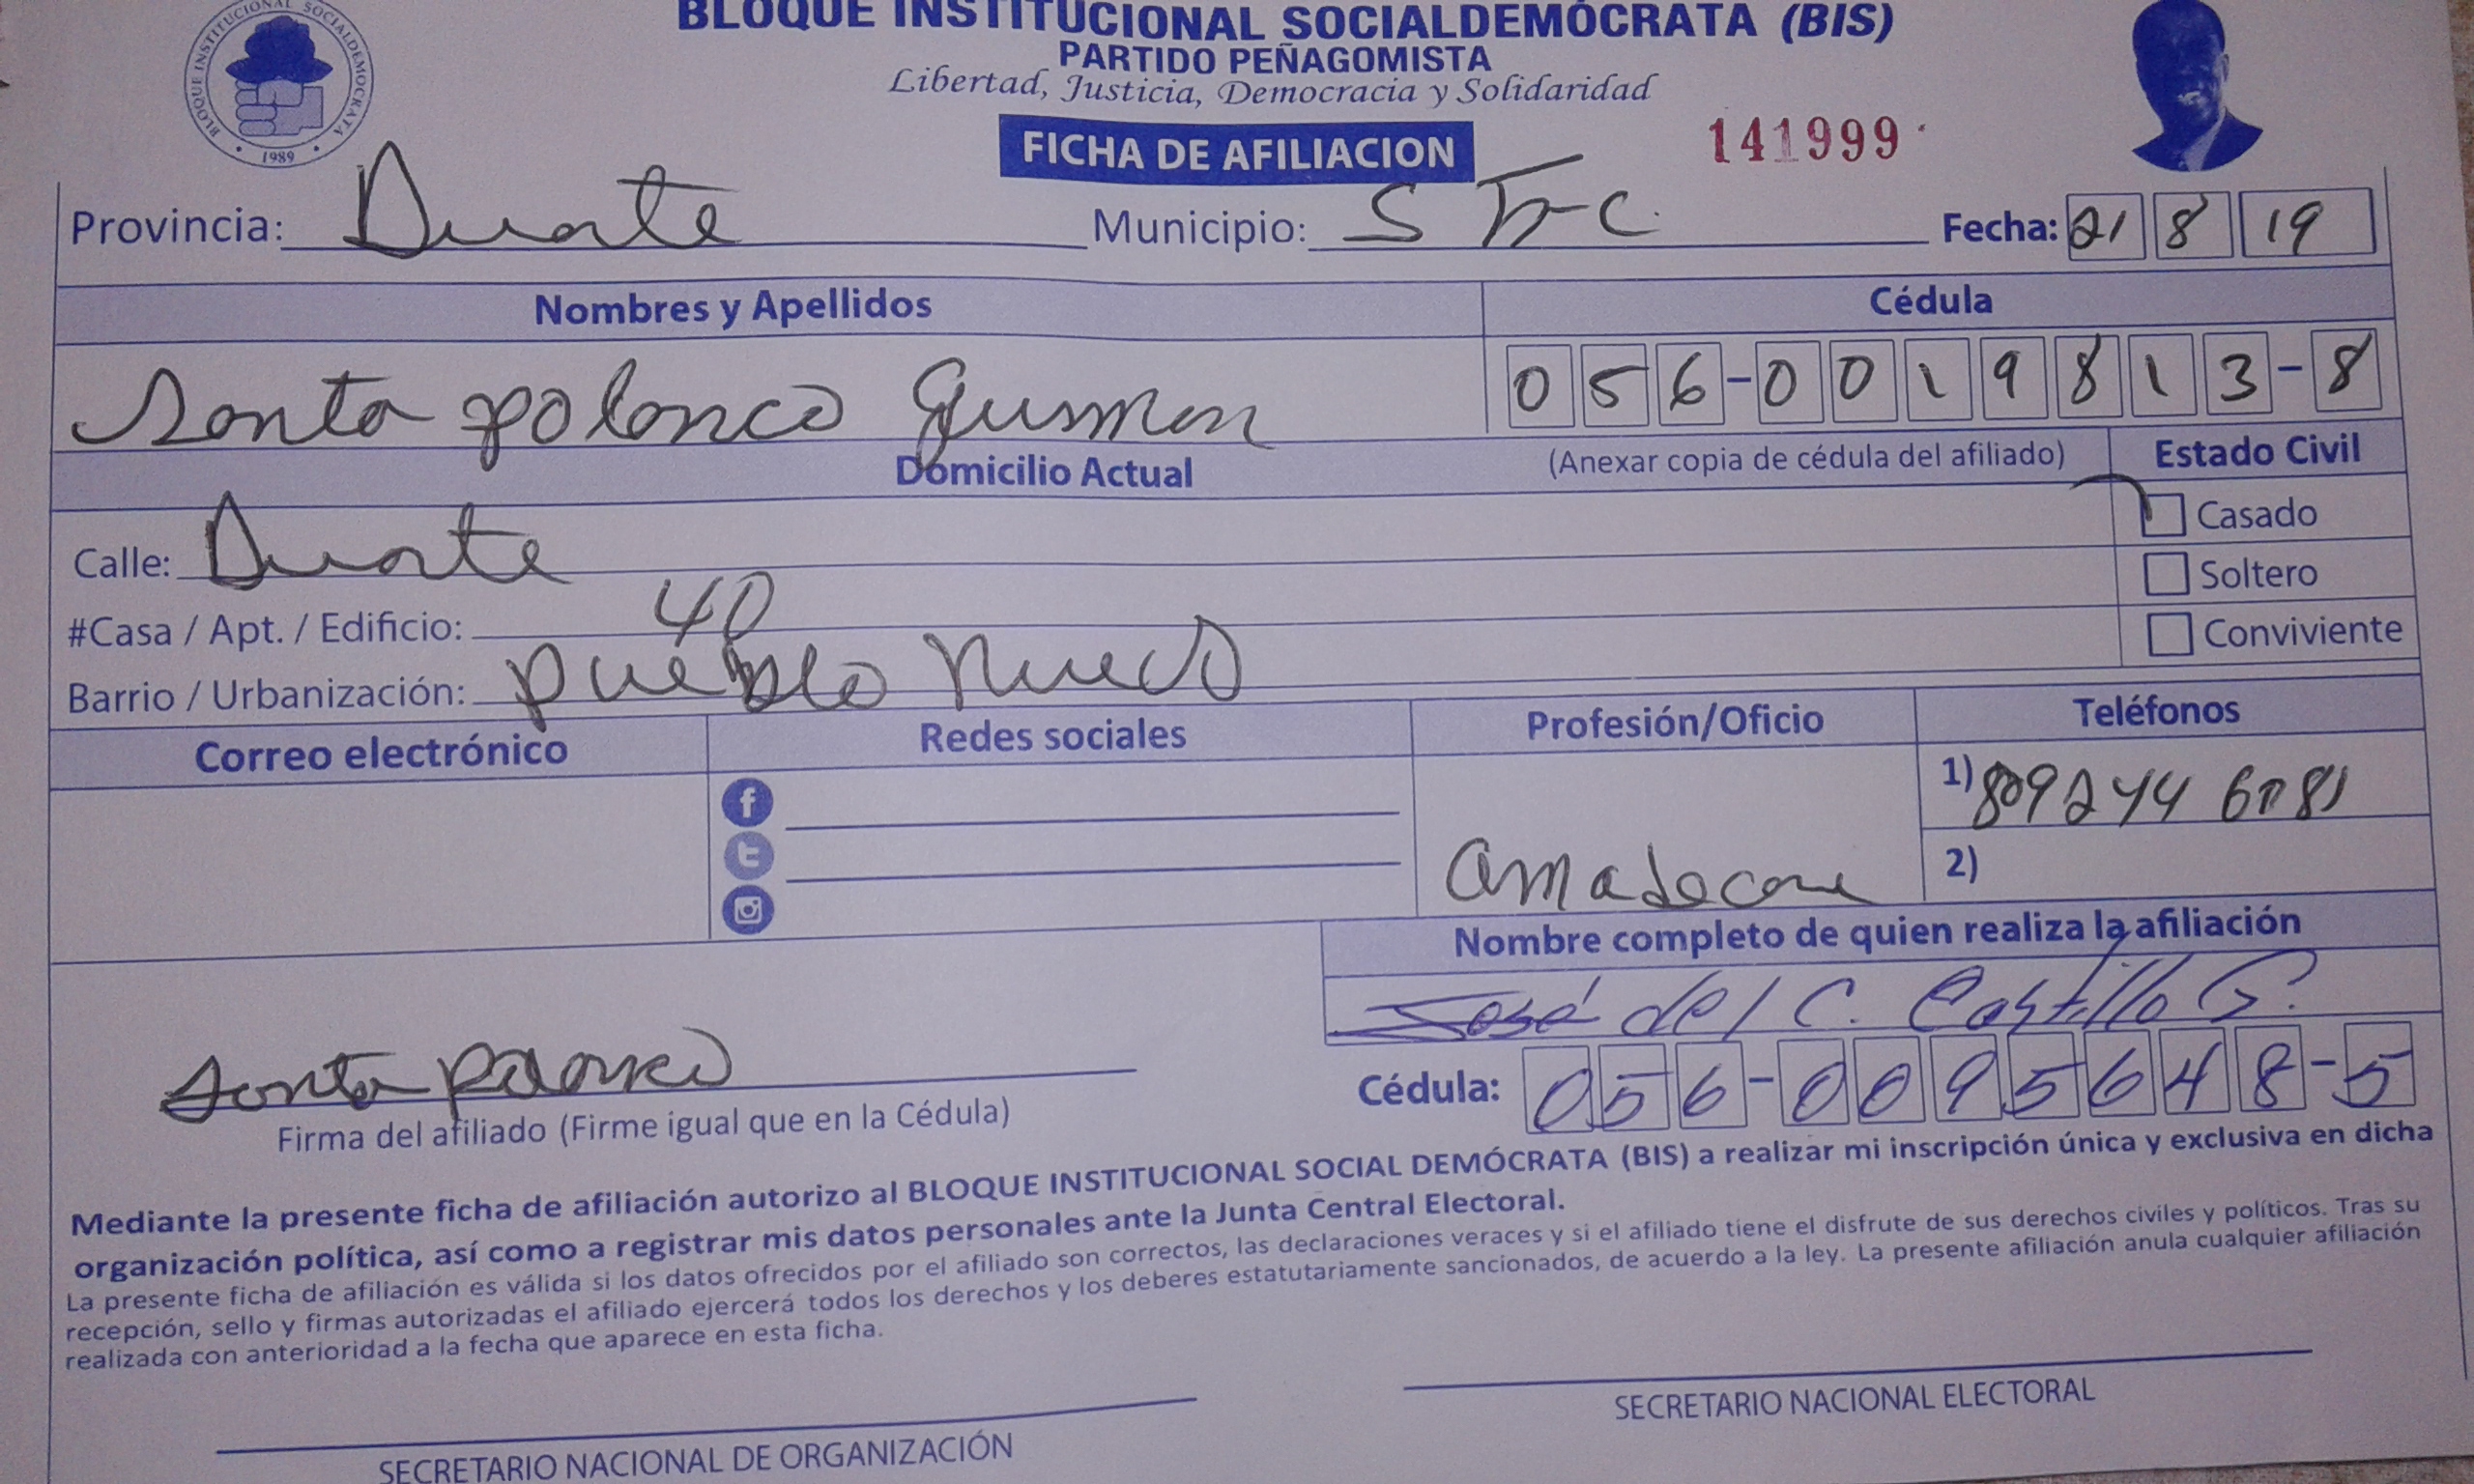 BLOQUE INSTITUCIONAL SOCIALDEMÓCRATA (BIS)
PARTIDO PEÑAGOMISTA
Libertad, Justicia, Democracia y Solidaridad
BLOQUE INSTITUCIONAL SOCIALDEMOCRATA
1989
FICHA DE AFILIACION
141999
Provincia: Duarte Municipio: Fecha: 21 8 19
Nombres y Apellidos Cédula
Santa polanco Gusman 056-0019813-8
Domicilio Actual (Anexar copia de cédula del afiliado) Estado Civil
Calle: Duarte Casado
#Casa / Apt. / Edificio: 40 Soltero
Barrio / Urbanización: pueblo nuevo Conviviente
Correo electrónico Redes sociales Profesión/Oficio Teléfonos
1) 809 244 6081
2)
Nombre completo de quien realiza la afiliación
José del C. Castillo G.
Santa Cédula: 056-0095648-5
Firma del afiliado (Firme igual que en la Cédula)
Mediante la presente ficha de afiliación autorizo al BLOQUE INSTITUCIONAL SOCIAL DEMÓCRATA (BIS) a realizar mi inscripción única y exclusiva en dicha
organización política, así como a registrar mis datos personales ante la Junta Central Electoral.
La presente ficha de afiliación es válida si los datos ofrecidos por el afiliado son correctos, las declaraciones veraces y si el afiliado tiene el disfrute de sus derechos civiles y políticos. Tras su
recepción, sello y firmas autorizadas el afiliado ejercerá todos los derechos y los deberes estatutariamente sancionados, de acuerdo a la ley. La presente afiliación anula cualquier afiliación
realizada con anterioridad a la fecha que aparece en esta ficha.
SECRETARIO NACIONAL DE ORGANIZACIÓN SECRETARIO NACIONAL ELECTORAL